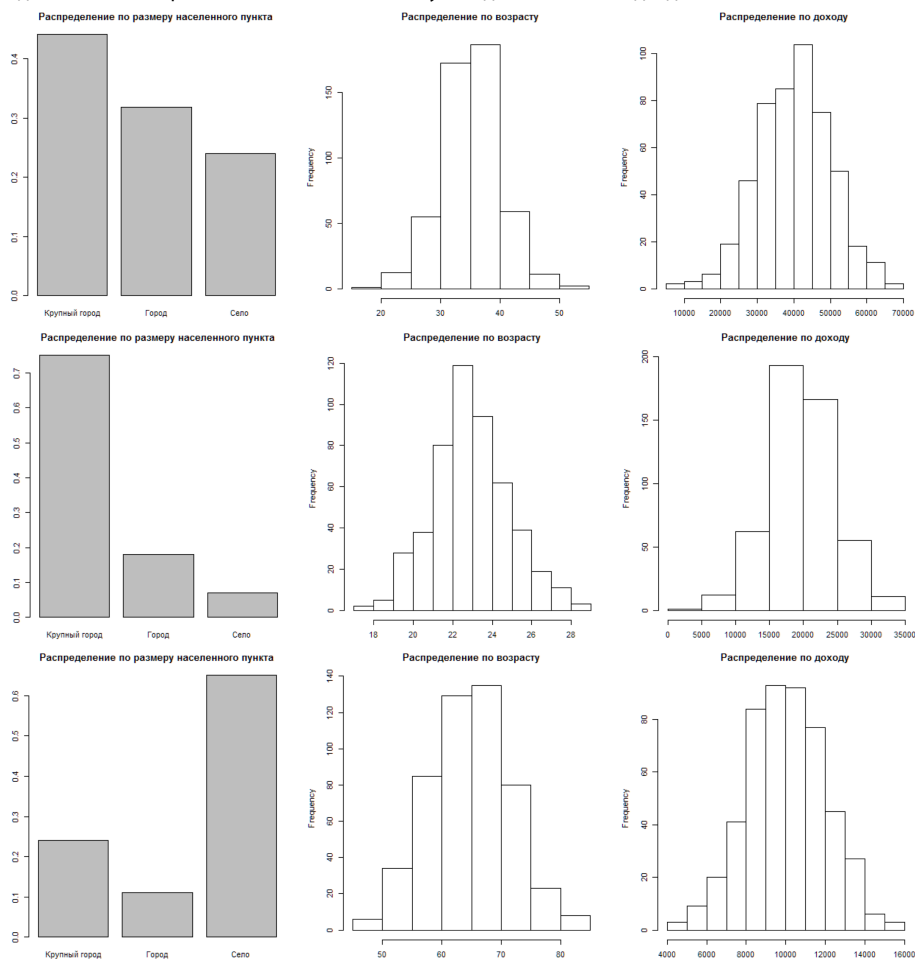 Распределение по размеру населенного пункта
Распределение по возрасту
Распределение по доходу
0.0 0.1 0.2 0.3 0.4
Крупный город Город Село
Frequency
0 50 100 150
20 30 40 50
Frequency
0 20 40 60 80 100
10000 20000 30000 40000 50000 60000 70000
Распределение по размеру населенного пункта
Распределение по возрасту
Распределение по доходу
0.0 0.1 0.2 0.3 0.4 0.5 0.6 0.7
Крупный город Город Село
Frequency
0 20 40 60 80 100 120
18 20 22 24 26 28
Frequency
0 50 100 150 200
0 5000 10000 15000 20000 25000 30000 35000
Распределение по размеру населенного пункта
Распределение по возрасту
Распределение по доходу
0.0 0.1 0.2 0.3 0.4 0.5 0.6
Крупный город Город Село
Frequency
0 20 40 60 80 100 120 140
50 60 70 80
Frequency
0 20 40 60 80
4000 6000 8000 10000 12000 14000 16000